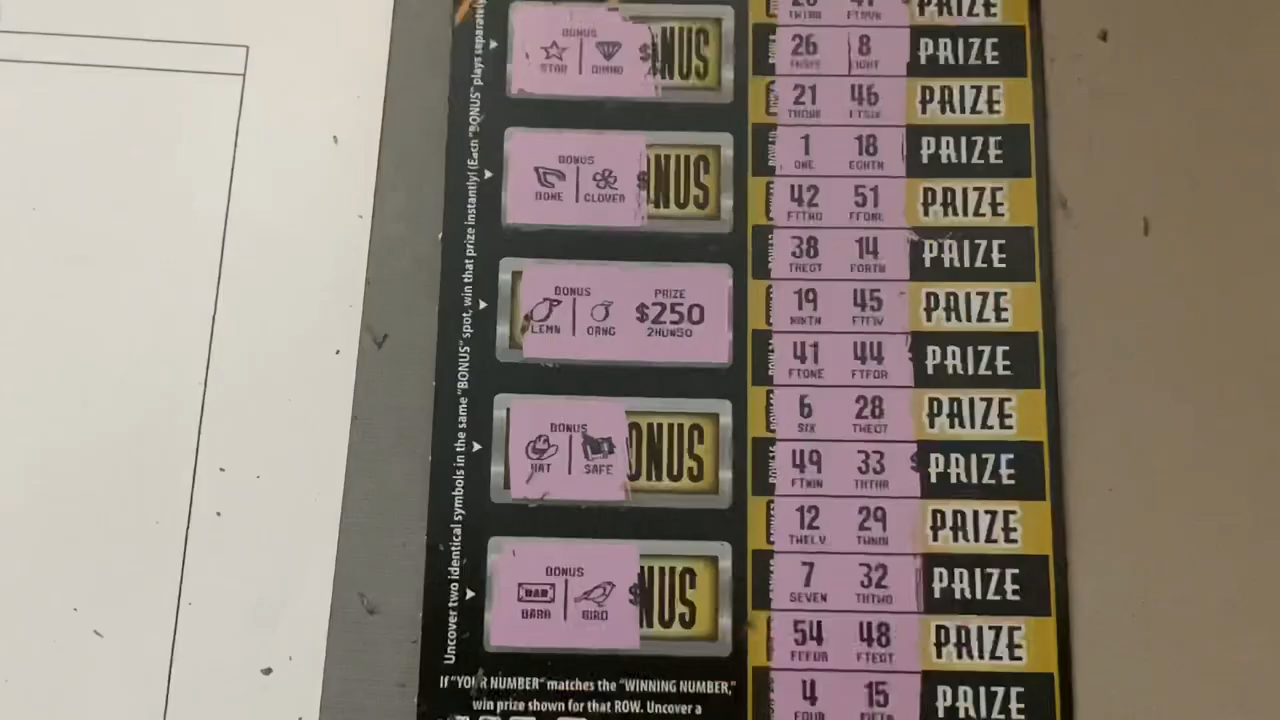 Uncover two identical symbols in the same "BONUS" spot, win that prize instantly! (Each "BONUS" plays separately
BONUS
STAR DIMND
$ NUS
BONUS
BONE CLOVER
$ NUS
BONUS PRIZE
$250
LEMN ORNG 2HUN50
BONUS
HAT SAFE
ONUS
BONUS
BAR
BARR BIRD
$ NUS
If "YOUR NUMBER" matches the "WINNING NUMBER,"
win prize shown for that ROW. Uncover a
PRIZE
26 8 PRIZE
21 46 PRIZE
1 18 PRIZE
ONE EGHTN
42 51 PRIZE
FTTWO FFONE
38 14 PRIZE
THEGT FORTN
19 45 PRIZE
NINTN FTFIV
41 44 PRIZE
FTONE FTFOR
6 28 PRIZE
SIX
49 33 PRIZE
FTNIN THTHR
12 29 PRIZE
TWELV
7 32 PRIZE
SEVEN THTWO
54 48 PRIZE
FFFOR FTEGT
4 15 PRIZE
FOUR